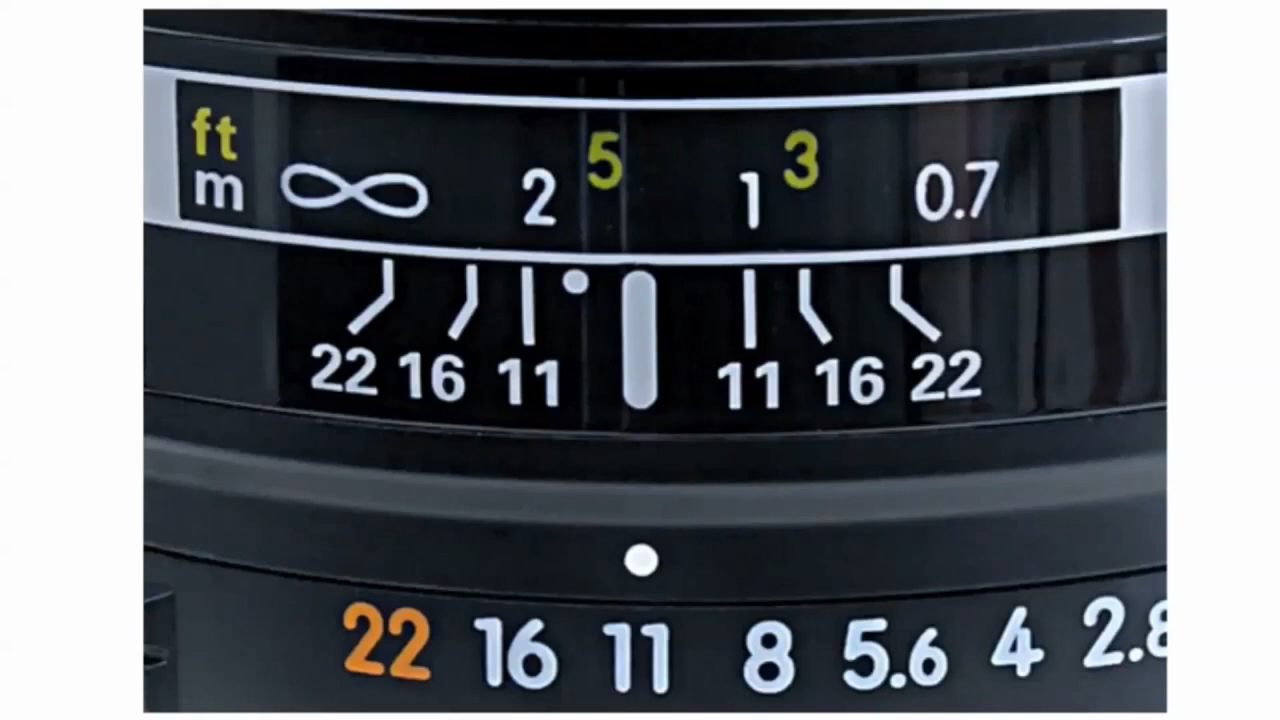 ft 5 3
m ∞ 2 1 0.7
22 16 11 11 16 22
22 16 11 8 5.6 4 2.8